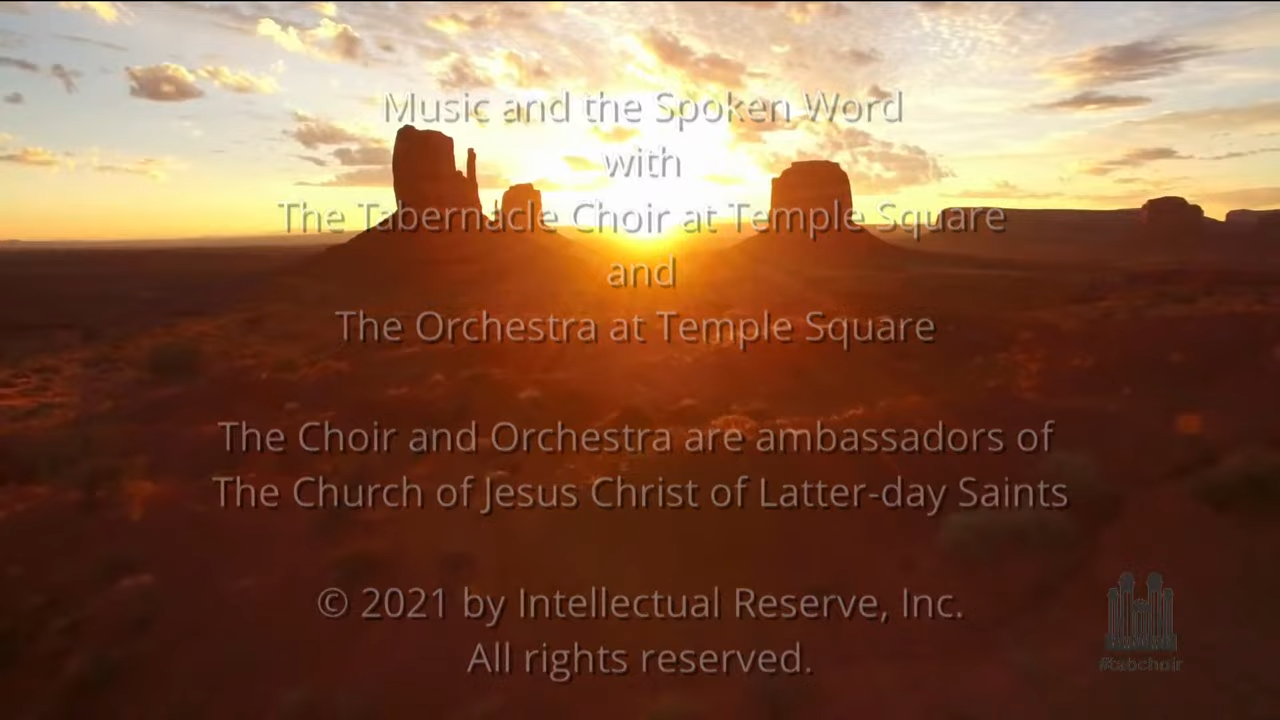 Music and the Spoken Word
with
The Tabernacle Choir at Temple Square
and
The Orchestra at Temple Square
The Choir and Orchestra are ambassadors of
The Church of Jesus Christ of Latter-day Saints
© 2021 by Intellectual Reserve, Inc.
All rights reserved.
#tabchoir